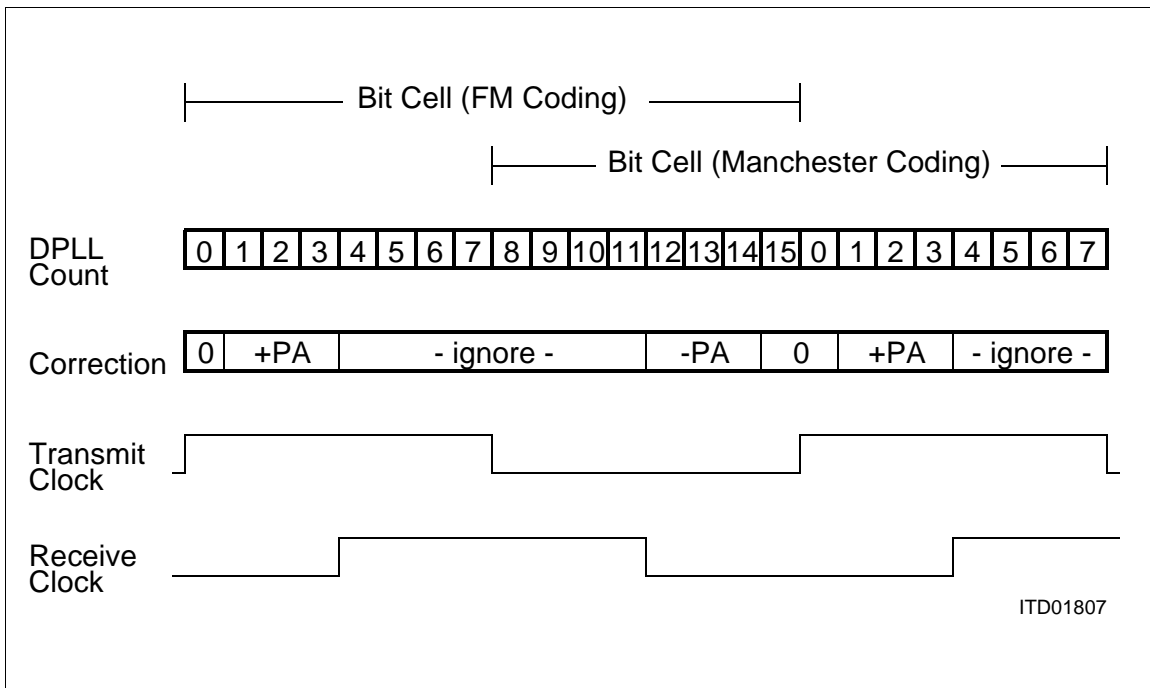 Bit Cell (FM Coding)
Bit Cell (Manchester Coding)
DPLL
Count
0 1 2 3 4 5 6 7 8 9 10 11 12 13 14 15 0 1 2 3 4 5 6 7
Correction 0 +PA - ignore - -PA 0 +PA - ignore -
Transmit
Clock
Receive
Clock
ITD01807